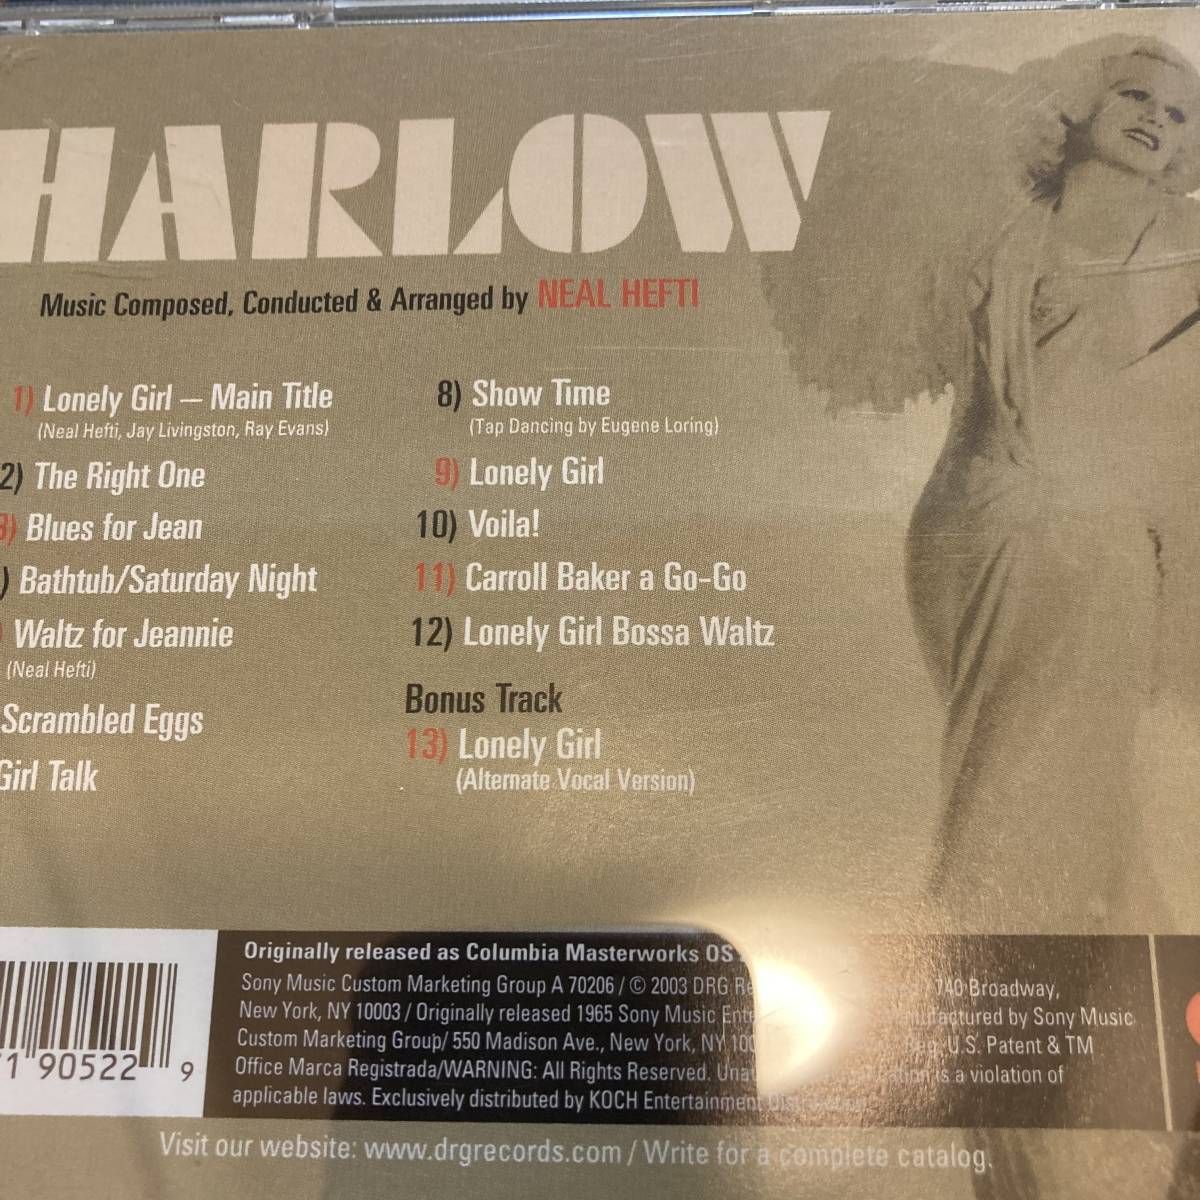 HARLOW
Music Composed, Conducted & Arranged by NEAL HEFTI
1) Lonely Girl – Main Title
(Neal Hefti, Jay Livingston, Ray Evans)
2) The Right One
3) Blues for Jean
) Bathtub/Saturday Night
Waltz for Jeannie
(Neal Hefti)
Scrambled Eggs
Girl Talk
8) Show Time
(Tap Dancing by Eugene Loring)
9) Lonely Girl
10) Voila!
11) Carroll Baker a Go-Go
12) Lonely Girl Bossa Waltz
Bonus Track
13) Lonely Girl
(Alternate Vocal Version)
Originally released as Columbia Masterworks OS
Sony Music Custom Marketing Group A 70206 / © 2003 DRG 740 Broadway,
New York, NY 10003 / Originally released 1965 Sony Music by Sony Music
Custom Marketing Group/ 550 Madison Ave., New York, NY Reg. U.S. Patent & TM
Office Marca Registrada/WARNING: All Rights Reserved. is a violation of
applicable laws. Exclusively distributed by KOCH Entertainment
90522 9
Visit our website: www.drgrecords.com / Write for a complete catalog.